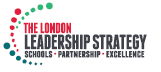 THE LONDON
LEADERSHIP STRATEGY
SCHOOLS • PARTNERSHIP • EXCELLENCE